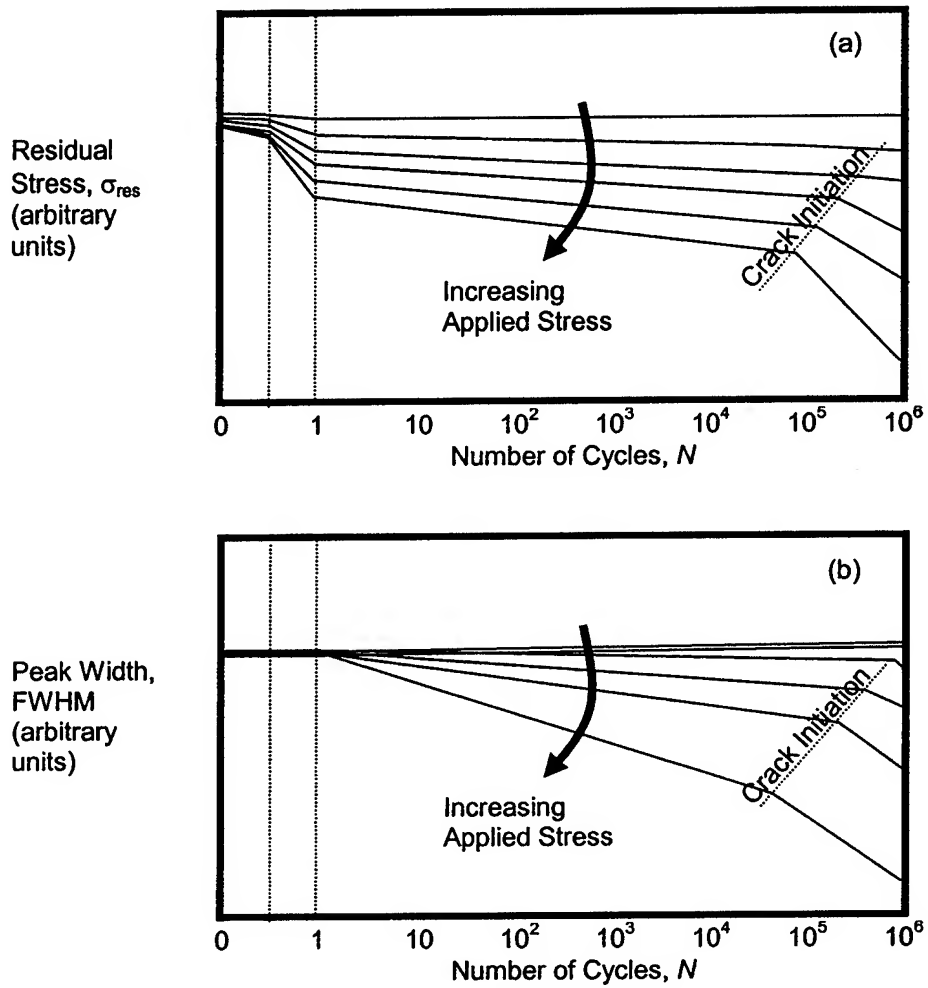 (a)
Residual
Stress, σres
(arbitrary
units)
Increasing
Applied Stress
Crack Initiation
0 1 10 10² 10³ 10⁴ 10⁵ 10⁶
Number of Cycles, N
(b)
Peak Width,
FWHM
(arbitrary
units)
Increasing
Applied Stress
Crack Initiation
0 1 10 10² 10³ 10⁴ 10⁵ 10⁶
Number of Cycles, N